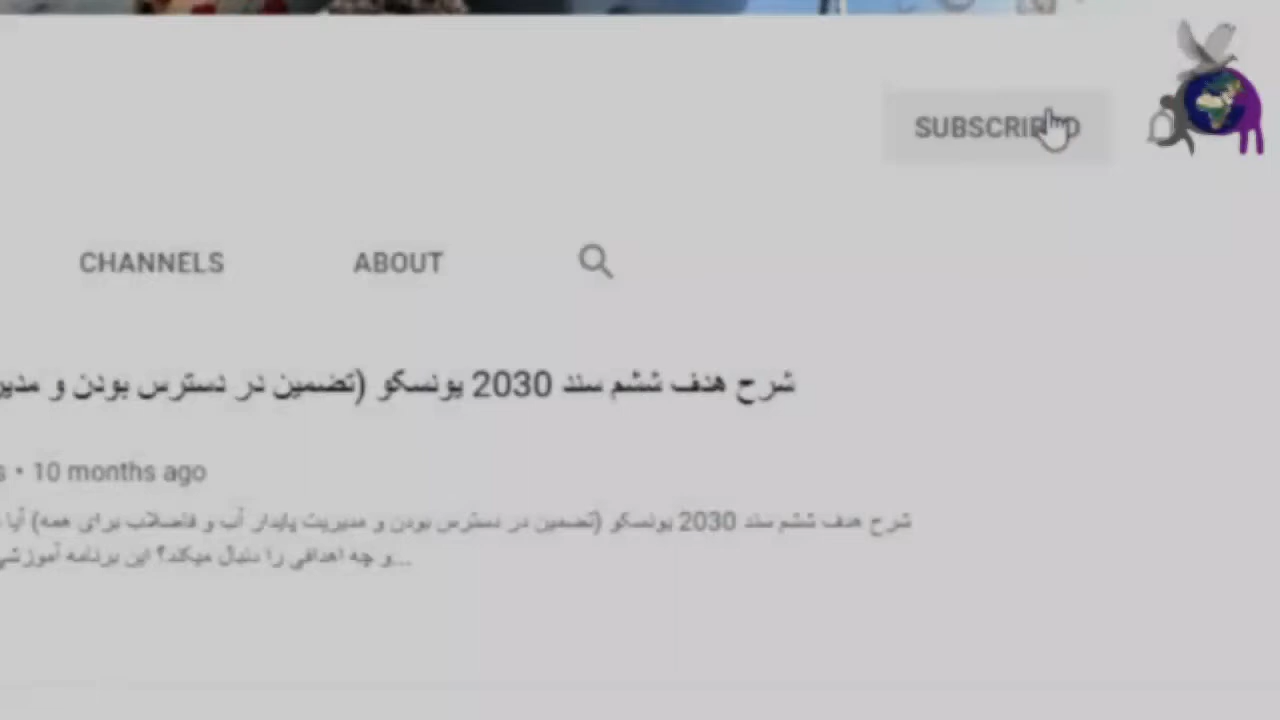 SUBSCRIBED
CHANNELS
ABOUT
شرح هدف ششم سند 2030 یونسکو (تضمین در دسترس بودن و
10 months ago
شرح هدف ششم سند 2030 یونسکو (تضمین در دسترس بودن و مدیریت پایدار آب و فاضلاب برای همه) آیا
و چه اهدافی را دنبال میکند؟ این برنامه آموزشی...